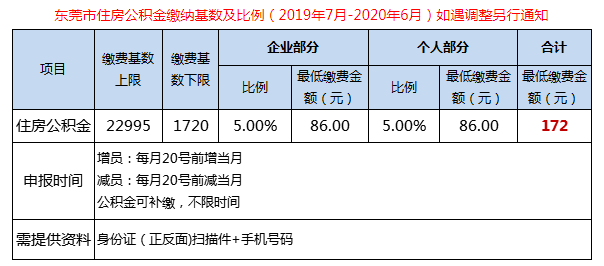 东莞市住房公积金缴纳基数及比例（2019年7月-2020年6月）如遇调整另行通知
项目 缴费基数上限 缴费基数下限 企业部分 个人部分 合计
比例 最低缴费金额（元） 比例 最低缴费金额（元） 最低缴费金额（元）
住房公积金 22995 1720 5.00% 86.00 5.00% 86.00 172
申报时间
增员：每月20号前增当月
减员：每月20号前减当月
公积金可补缴，不限时间
需提供资料 身份证（正反面)扫描件+手机号码